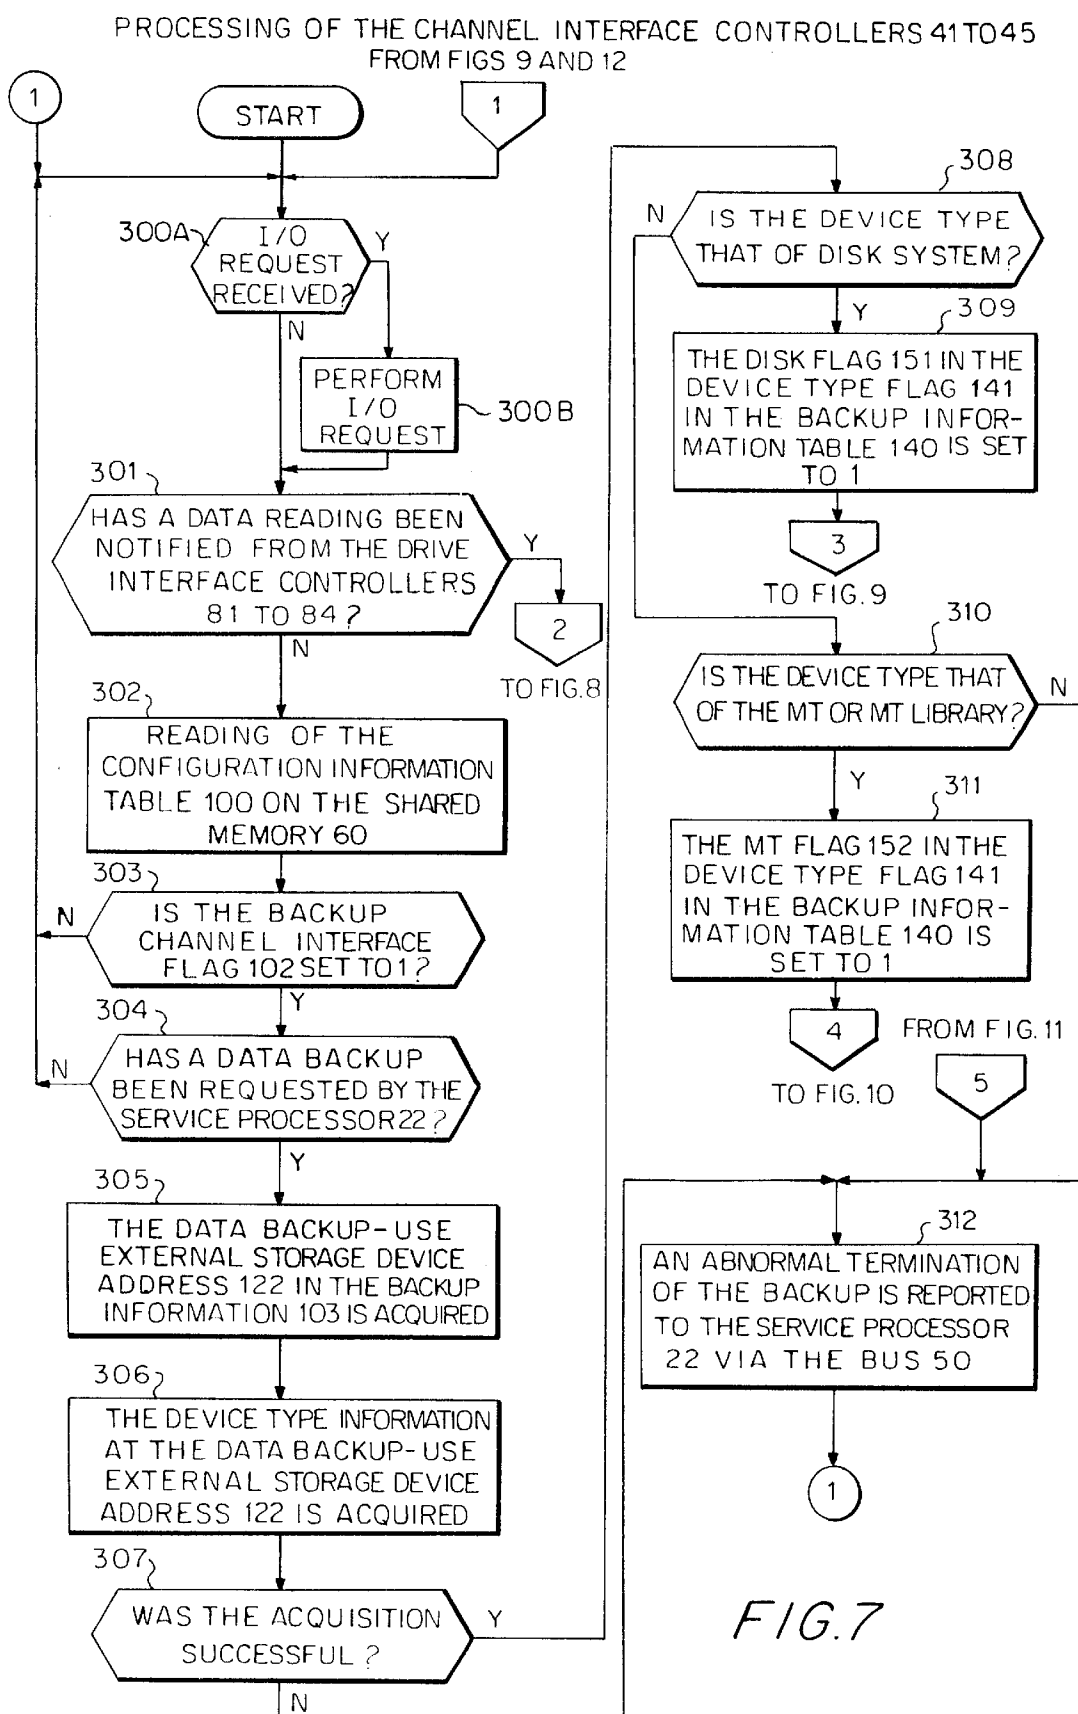 PROCESSING OF THE CHANNEL INTERFACE CONTROLLERS 41 TO 45
FROM FIGS 9 AND 12
1
START
1
300A
I/O
REQUEST
RECEIVED?
Y
N
PERFORM
I/O
REQUEST
300B
301
HAS A DATA READING BEEN
NOTIFIED FROM THE DRIVE
INTERFACE CONTROLLERS
81 TO 84?
Y
N
2
TO FIG.8
302
READING OF THE
CONFIGURATION INFORMATION
TABLE 100 ON THE SHARED
MEMORY 60
303
N
IS THE BACKUP
CHANNEL INTERFACE
FLAG 102 SET TO 1?
Y
304
N
HAS A DATA BACKUP
BEEN REQUESTED BY THE
SERVICE PROCESSOR 22?
Y
305
THE DATA BACKUP-USE
EXTERNAL STORAGE DEVICE
ADDRESS 122 IN THE BACKUP
INFORMATION 103 IS ACQUIRED
306
THE DEVICE TYPE INFORMATION
AT THE DATA BACKUP-USE
EXTERNAL STORAGE DEVICE
ADDRESS 122 IS ACQUIRED
307
WAS THE ACQUISITION
SUCCESSFUL?
Y
N
308
N
IS THE DEVICE TYPE
THAT OF DISK SYSTEM?
Y
309
THE DISK FLAG 151 IN THE
DEVICE TYPE FLAG 141
IN THE BACKUP INFOR-
MATION TABLE 140 IS SET
TO 1
3
TO FIG.9
310
IS THE DEVICE TYPE THAT
OF THE MT OR MT LIBRARY?
N
Y
311
THE MT FLAG 152 IN THE
DEVICE TYPE FLAG 141
IN THE BACKUP INFOR-
MATION TABLE 140 IS
SET TO 1
4
TO FIG.10
FROM FIG.11
5
312
AN ABNORMAL TERMINATION
OF THE BACKUP IS REPORTED
TO THE SERVICE PROCESSOR
22 VIA THE BUS 50
1
FIG.7